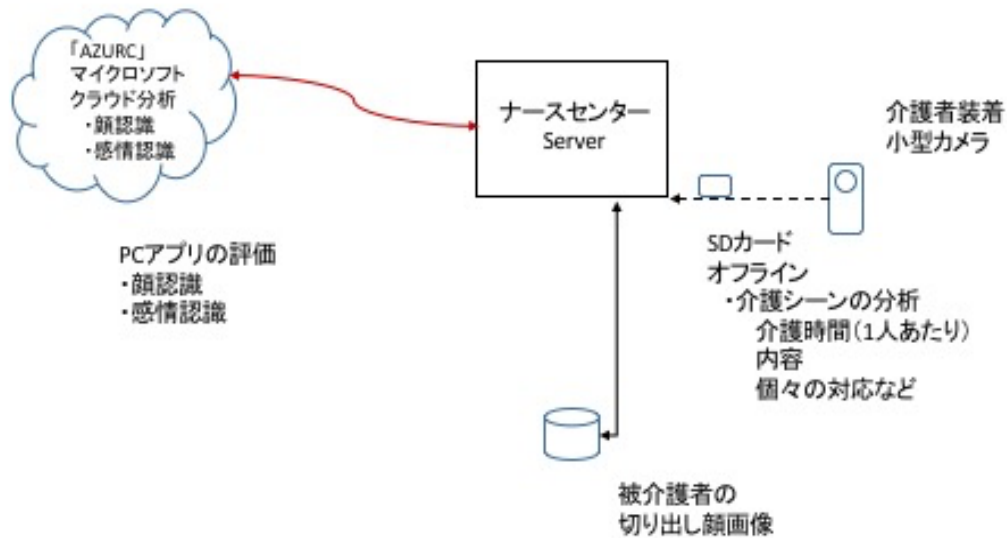 「AZURC」
マイクロソフト
クラウド分析
・顔認識
・感情認識
ナースセンター
Server
介護者装着
小型カメラ
PCアプリの評価
・顔認識
・感情認識
SDカード
オフライン
・介護シーンの分析
介護時間（1人あたり）
内容
個々の対応など
被介護者の
切り出し顔画像